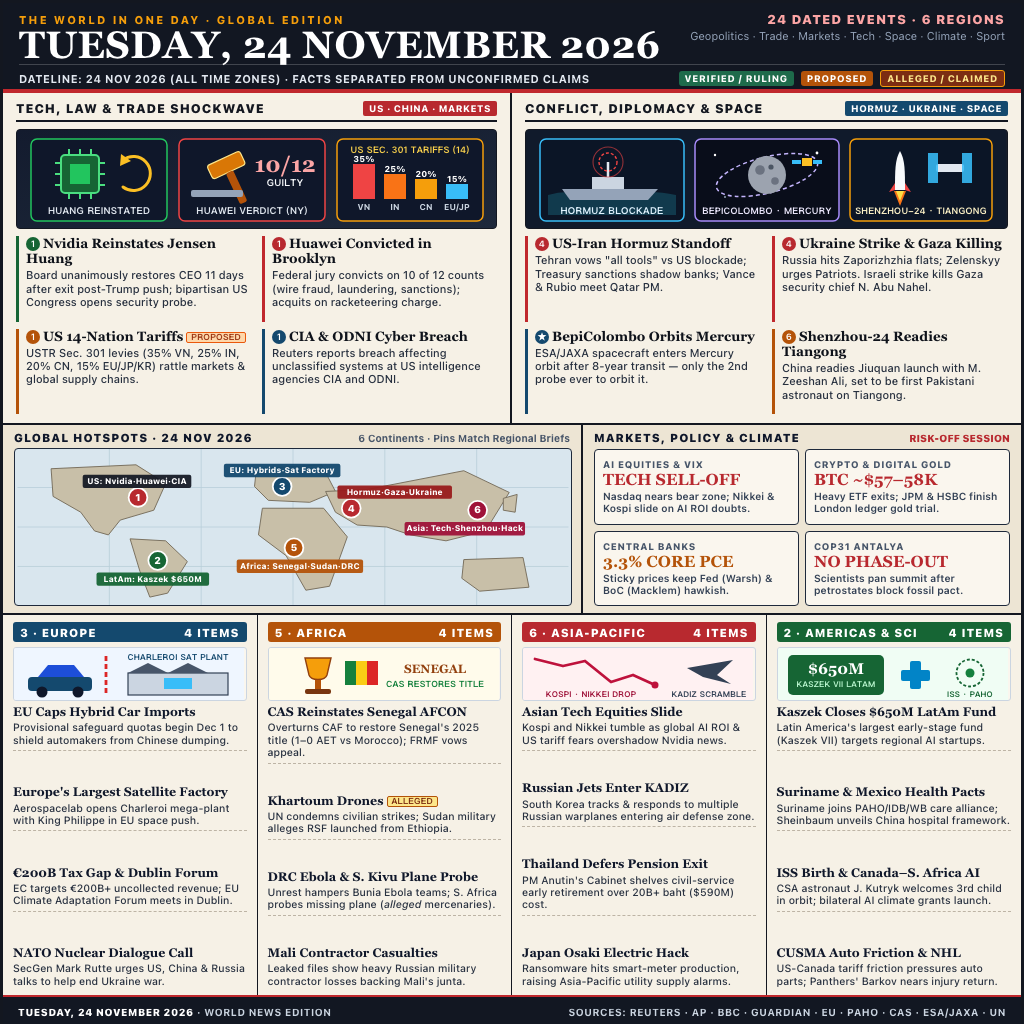 THE WORLD IN ONE DAY · GLOBAL EDITION
TUESDAY, 24 NOVEMBER 2026
24 DATED EVENTS · 6 REGIONS
Geopolitics · Trade · Markets · Tech · Space · Climate · Sport
DATELINE: 24 NOV 2026 (ALL TIME ZONES) · FACTS SEPARATED FROM UNCONFIRMED CLAIMS
VERIFIED / RULING
PROPOSED
ALLEGED / CLAIMED
TECH, LAW & TRADE SHOCKWAVE
US · CHINA · MARKETS
HUANG REINSTATED
10/12
GUILTY
HUAWEI VERDICT (NY)
US SEC. 301 TARIFFS (14)
35%
25%
20%
15%
VN
IN
CN
EU/JP
1 Nvidia Reinstates Jensen
Huang
Board unanimously restores CEO 11 days
after exit post-Trump push; bipartisan US
Congress opens security probe.
1 Huawei Convicted in
Brooklyn
Federal jury convicts on 10 of 12 counts
(wire fraud, laundering, sanctions);
acquits on racketeering charge.
1 US 14-Nation Tariffs PROPOSED
USTR Sec. 301 levies (35% VN, 25% IN,
20% CN, 15% EU/JP/KR) rattle markets &
global supply chains.
1 CIA & ODNI Cyber Breach
Reuters reports breach affecting
unclassified systems at US intelligence
agencies CIA and ODNI.
CONFLICT, DIPLOMACY & SPACE
HORMUZ · UKRAINE · SPACE
HORMUZ BLOCKADE
BEPICOLOMBO · MERCURY
SHENZHOU-24 · TIANGONG
4 US-Iran Hormuz Standoff
Tehran vows "all tools" vs US blockade;
Treasury sanctions shadow banks; Vance
& Rubio meet Qatar PM.
4 Ukraine Strike & Gaza Killing
Russia hits Zaporizhzhia flats; Zelenskyy
urges Patriots. Israeli strike kills Gaza
security chief N. Abu Nahel.
★ BepiColombo Orbits Mercury
ESA/JAXA spacecraft enters Mercury
orbit after 8-year transit — only the 2nd
probe ever to orbit it.
6 Shenzhou-24 Readies
Tiangong
China readies Jiuquan launch with M.
Zeeshan Ali, set to be first Pakistani
astronaut on Tiangong.
GLOBAL HOTSPOTS · 24 NOV 2026
6 Continents · Pins Match Regional Briefs
US: Nvidia·Huawei·CIA
1
EU: Hybrids·Sat Factory
3
Hormuz·Gaza·Ukraine
4
6
Asia: Tech·Shenzhou·Hack
2
LatAm: Kaszek $650M
5
Africa: Senegal·Sudan·DRC
MARKETS, POLICY & CLIMATE
RISK-OFF SESSION
AI EQUITIES & VIX
TECH SELL-OFF
Nasdaq nears bear zone; Nikkei &
Kospi slide on AI ROI doubts.
CRYPTO & DIGITAL GOLD
BTC ~$57–58K
Heavy ETF exits; JPM & HSBC finish
London ledger gold trial.
CENTRAL BANKS
3.3% CORE PCE
Sticky prices keep Fed (Warsh) &
BoC (Macklem) hawkish.
COP31 ANTALYA
NO PHASE-OUT
Scientists pan summit after
petrostates block fossil pact.
3 · EUROPE
4 ITEMS
CHARLEROI SAT PLANT
EU Caps Hybrid Car Imports
Provisional safeguard quotas begin Dec 1 to
shield automakers from Chinese dumping.
Europe's Largest Satellite Factory
Aerospacelab opens Charleroi mega-plant
with King Philippe in EU space push.
€200B Tax Gap & Dublin Forum
EC targets €200B+ uncollected revenue; EU
Climate Adaptation Forum meets in Dublin.
NATO Nuclear Dialogue Call
SecGen Mark Rutte urges US, China & Russia
talks to help end Ukraine war.
5 · AFRICA
4 ITEMS
SENEGAL
CAS RESTORES TITLE
CAS Reinstates Senegal AFCON
Overturns CAF to restore Senegal's 2025
title (1–0 AET vs Morocco); FRMF vows
appeal.
Khartoum Drones ALLEGED
UN condemns civilian strikes; Sudan military
alleges RSF launched from Ethiopia.
DRC Ebola & S. Kivu Plane Probe
Unrest hampers Bunia Ebola teams; S. Africa
probes missing plane (alleged mercenaries).
Mali Contractor Casualties
Leaked files show heavy Russian military
contractor losses backing Mali's junta.
6 · ASIA-PACIFIC
4 ITEMS
KOSPI · NIKKEI DROP
KADIZ SCRAMBLE
Asian Tech Equities Slide
Kospi and Nikkei tumble as global AI ROI &
US tariff fears overshadow Nvidia news.
Russian Jets Enter KADIZ
South Korea tracks & responds to multiple
Russian warplanes entering air defense zone.
Thailand Defers Pension Exit
PM Anutin's Cabinet shelves civil-service
early retirement over 20B+ baht ($590M)
cost.
Japan Osaki Electric Hack
Ransomware hits smart-meter production,
raising Asia-Pacific utility supply alarms.
2 · AMERICAS & SCI
4 ITEMS
$650M
KASZEK VII LATAM
ISS · PAHO
Kaszek Closes $650M LatAm Fund
Latin America's largest early-stage fund
(Kaszek VII) targets regional AI startups.
Suriname & Mexico Health Pacts
Suriname joins PAHO/IDB/WB care alliance;
Sheinbaum unveils China hospital framework.
ISS Birth & Canada–S. Africa AI
CSA astronaut J. Kutryk welcomes 3rd child
in orbit; bilateral AI climate grants launch.
CUSMA Auto Friction & NHL
US-Canada tariff friction pressures auto
parts; Panthers' Barkov nears injury return.
TUESDAY, 24 NOVEMBER 2026 · WORLD NEWS EDITION
SOURCES: REUTERS · AP · BBC · GUARDIAN · EU · PAHO · CAS · ESA/JAXA · UN